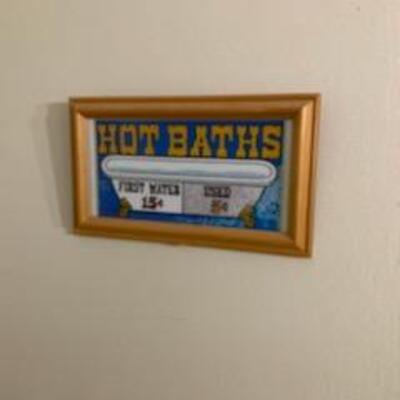 HOT BATHS
FIRST WATER USED
15¢ 5¢